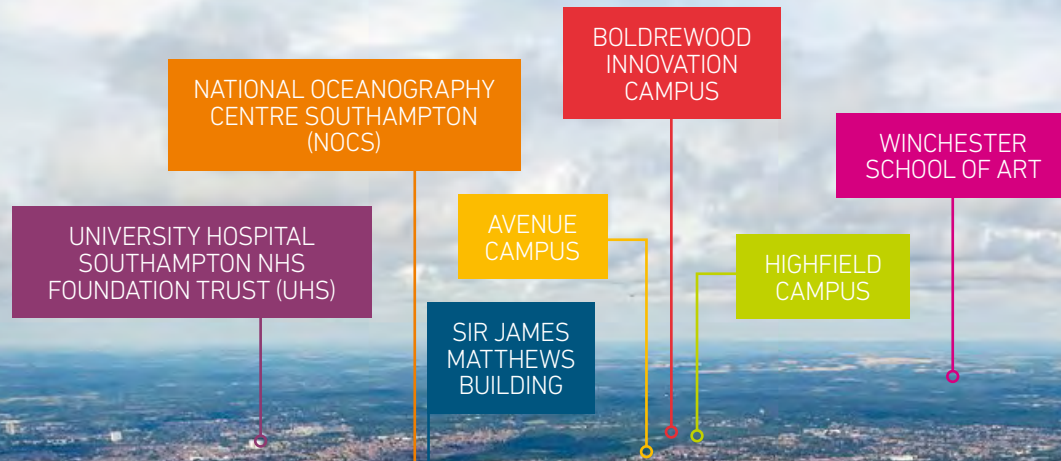 BOLDREWOOD
INNOVATION
CAMPUS
NATIONAL OCEANOGRAPHY
CENTRE SOUTHAMPTON
(NOCS)
WINCHESTER
SCHOOL OF ART
UNIVERSITY HOSPITAL
SOUTHAMPTON NHS
FOUNDATION TRUST (UHS)
AVENUE
CAMPUS
HIGHFIELD
CAMPUS
SIR JAMES
MATTHEWS
BUILDING